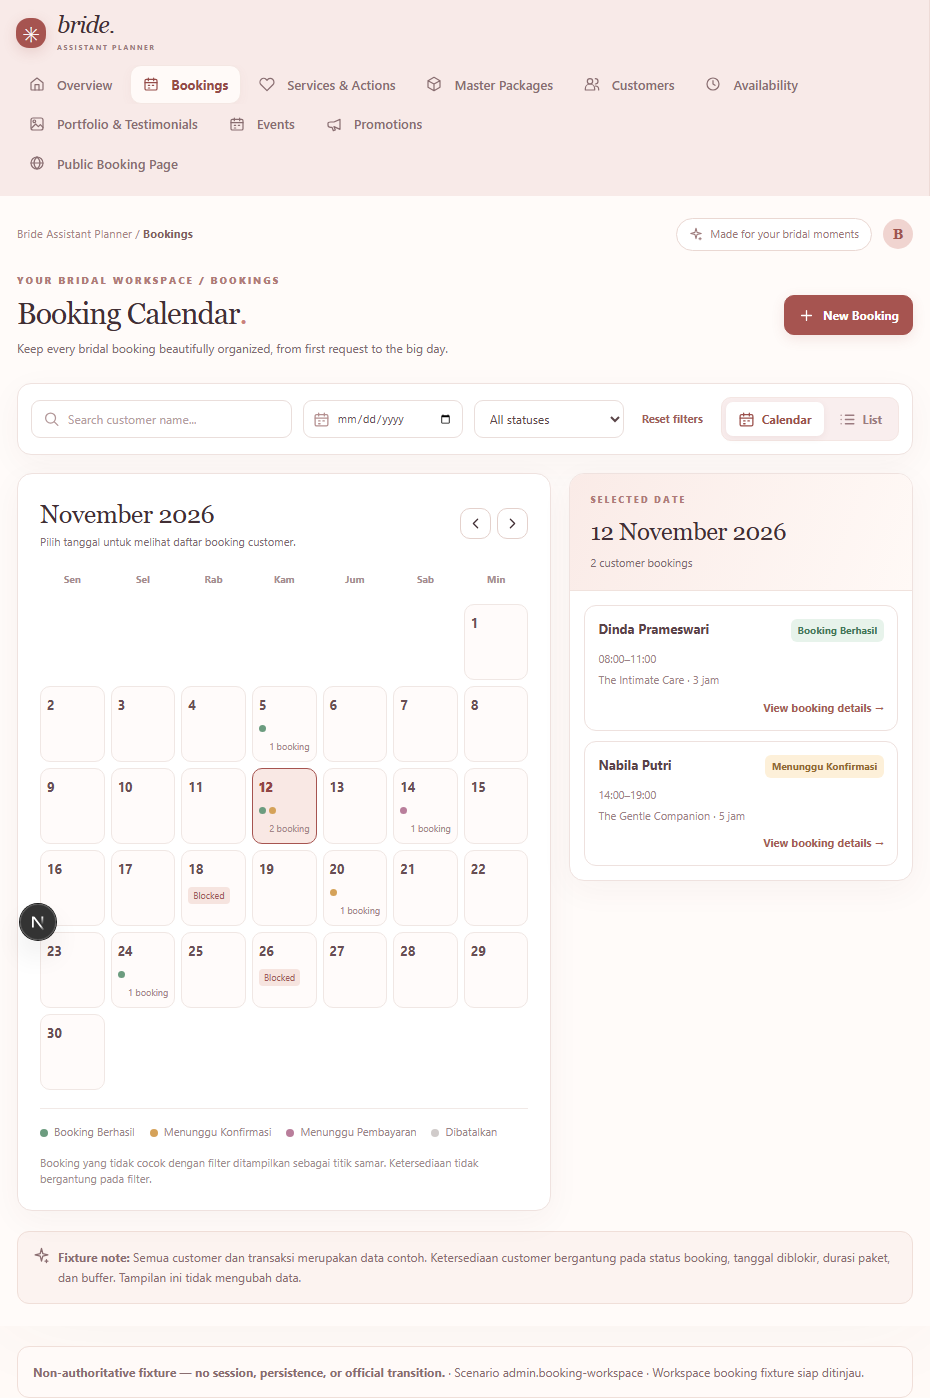 bride.
ASSISTANT PLANNER
Overview Bookings Services & Actions Master Packages Customers Availability
Portfolio & Testimonials Events Promotions
Public Booking Page
Bride Assistant Planner / Bookings Made for your bridal moments B
YOUR BRIDAL WORKSPACE / BOOKINGS
Booking Calendar.
New Booking
Keep every bridal booking beautifully organized, from first request to the big day.
Search customer name... mm/dd/yyyy All statuses Reset filters Calendar List
November 2026
Pilih tanggal untuk melihat daftar booking customer.
Sen Sel Rab Kam Jum Sab Min
1
2 3 4 5 6 7 8
1 booking
9 10 11 12 13 14 15
2 booking 1 booking
16 17 18 19 20 21 22
Blocked
1 booking
N
23 24 25 26 27 28 29
Blocked
1 booking
30
Booking Berhasil Menunggu Konfirmasi Menunggu Pembayaran Dibatalkan
Booking yang tidak cocok dengan filter ditampilkan sebagai titik samar. Ketersediaan tidak
bergantung pada filter.
SELECTED DATE
12 November 2026
2 customer bookings
Dinda Prameswari Booking Berhasil
08:00–11:00
The Intimate Care · 3 jam
View booking details →
Nabila Putri Menunggu Konfirmasi
14:00–19:00
The Gentle Companion · 5 jam
View booking details →
Fixture note: Semua customer dan transaksi merupakan data contoh. Ketersediaan customer bergantung pada status booking, tanggal diblokir, durasi paket,
dan buffer. Tampilan ini tidak mengubah data.
Non-authoritative fixture — no session, persistence, or official transition. · Scenario admin.booking-workspace · Workspace booking fixture siap ditinjau.